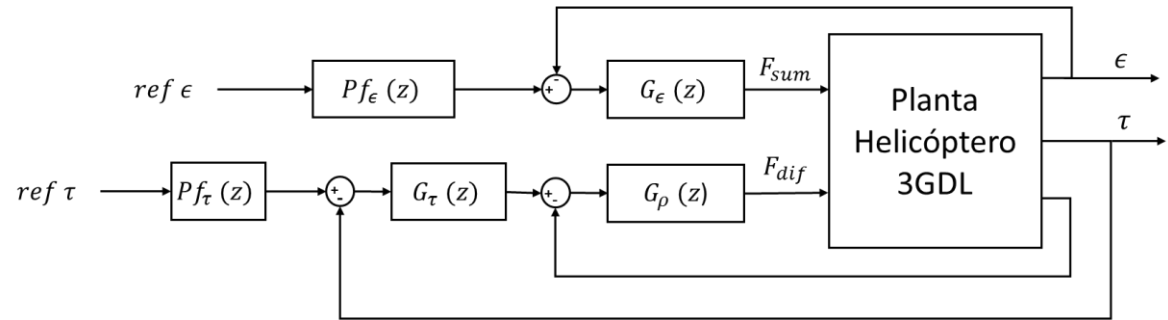 ref ϵ
Pf_ϵ (z)
+
-
G_ϵ (z)
F_sum
Planta
Helicóptero
3GDL
ϵ
τ
ref τ
Pf_τ (z)
+
-
G_τ (z)
+
-
G_ρ (z)
F_dif